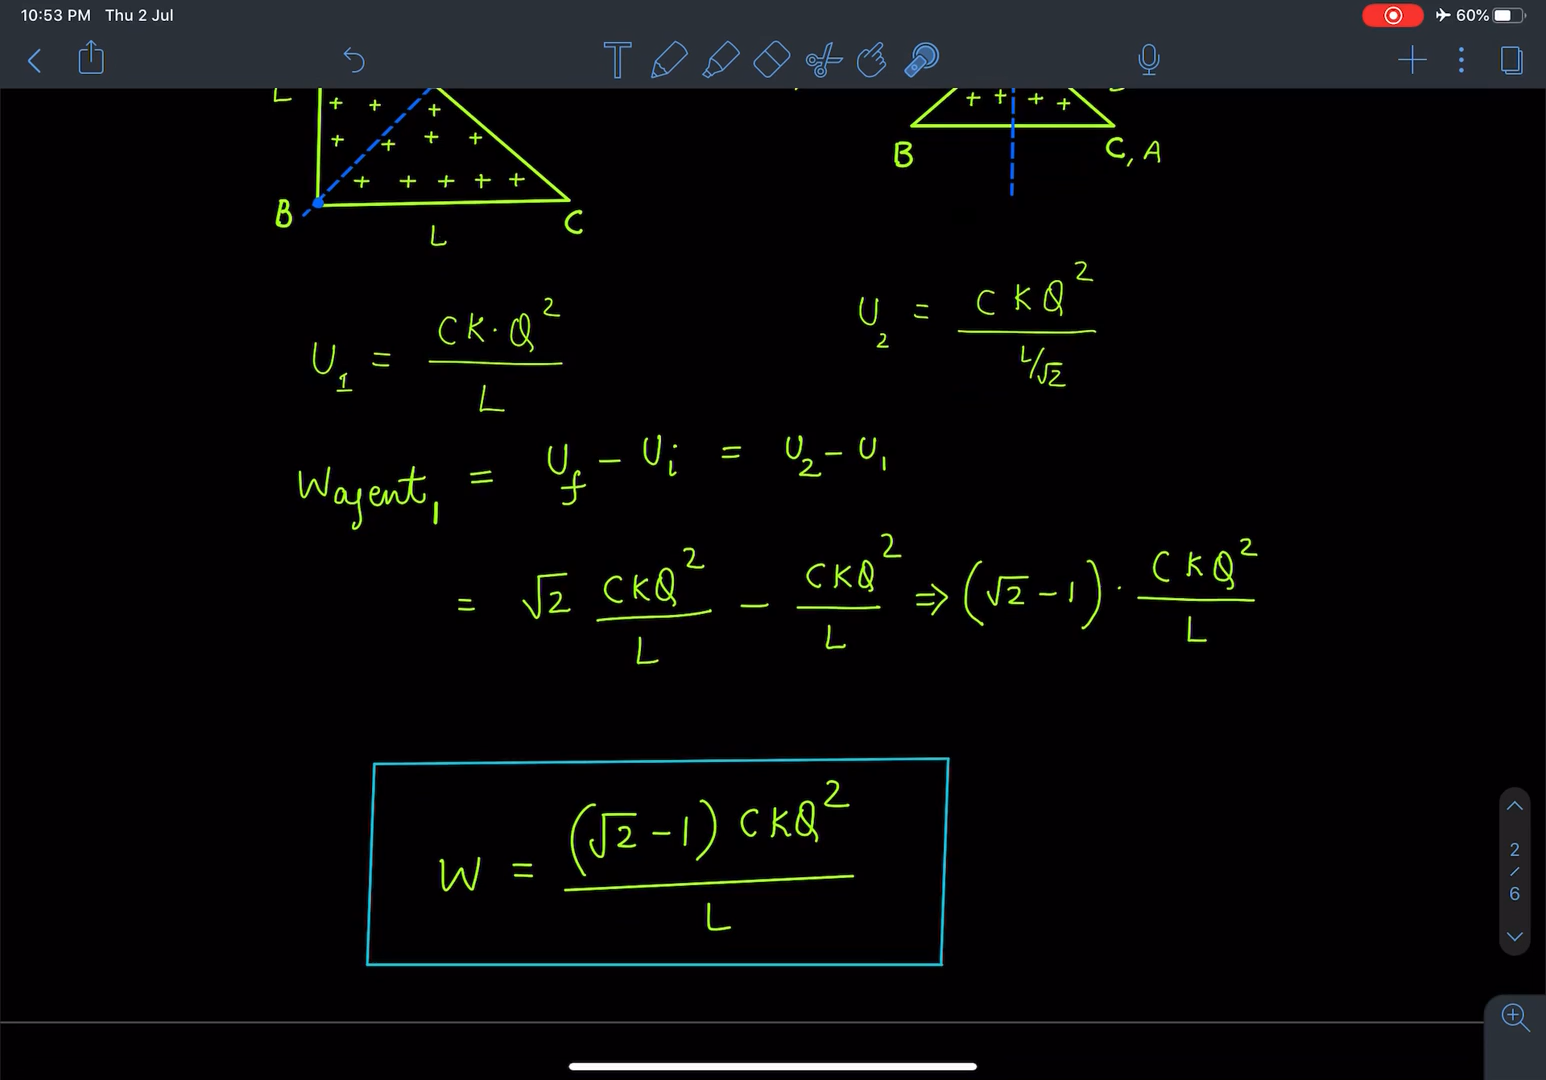 10:53 PM Thu 2 Jul 60%
L + + + + + + + + + + + + +
B L C
+ + + +
B C, A
U₁ = CK·Q² / L
U₂ = CKQ² / L/√2
Wagent₁ = U_f - U_i = U₂ - U₁
= √2 CKQ² / L - CKQ² / L ⇒ (√2-1) · CKQ² / L
W = (√2-1) CKQ² / L
2 / 6